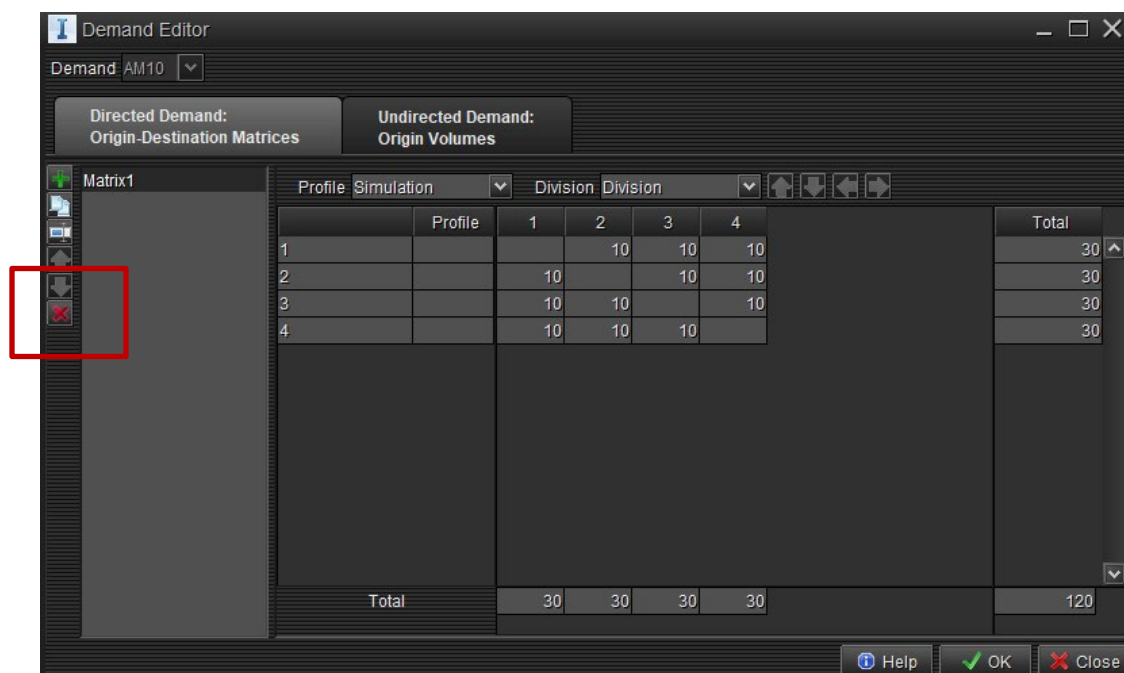 Demand Editor
Demand AM10
Directed Demand:
Origin-Destination Matrices
Undirected Demand:
Origin Volumes
Matrix1
Profile Simulation Division Division
Profile 1 2 3 4 Total
1 10 10 10 30
2 10 10 10 30
3 10 10 10 30
4 10 10 10 30
Total 30 30 30 30 120
Help OK Close